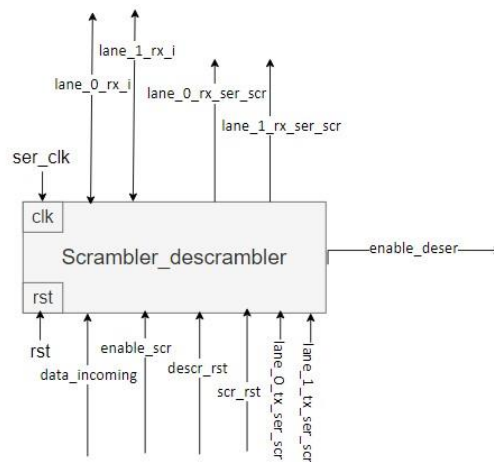 lane_1_rx_i
lane_0_rx_i
lane_0_rx_ser_scr
lane_1_rx_ser_scr
ser_clk
clk
Scrambler_descrambler
enable_deser
rst
rst
data_incoming
enable_scr
descr_rst
scr_rst
lane_0_tx_ser_scr
lane_1_tx_ser_scr